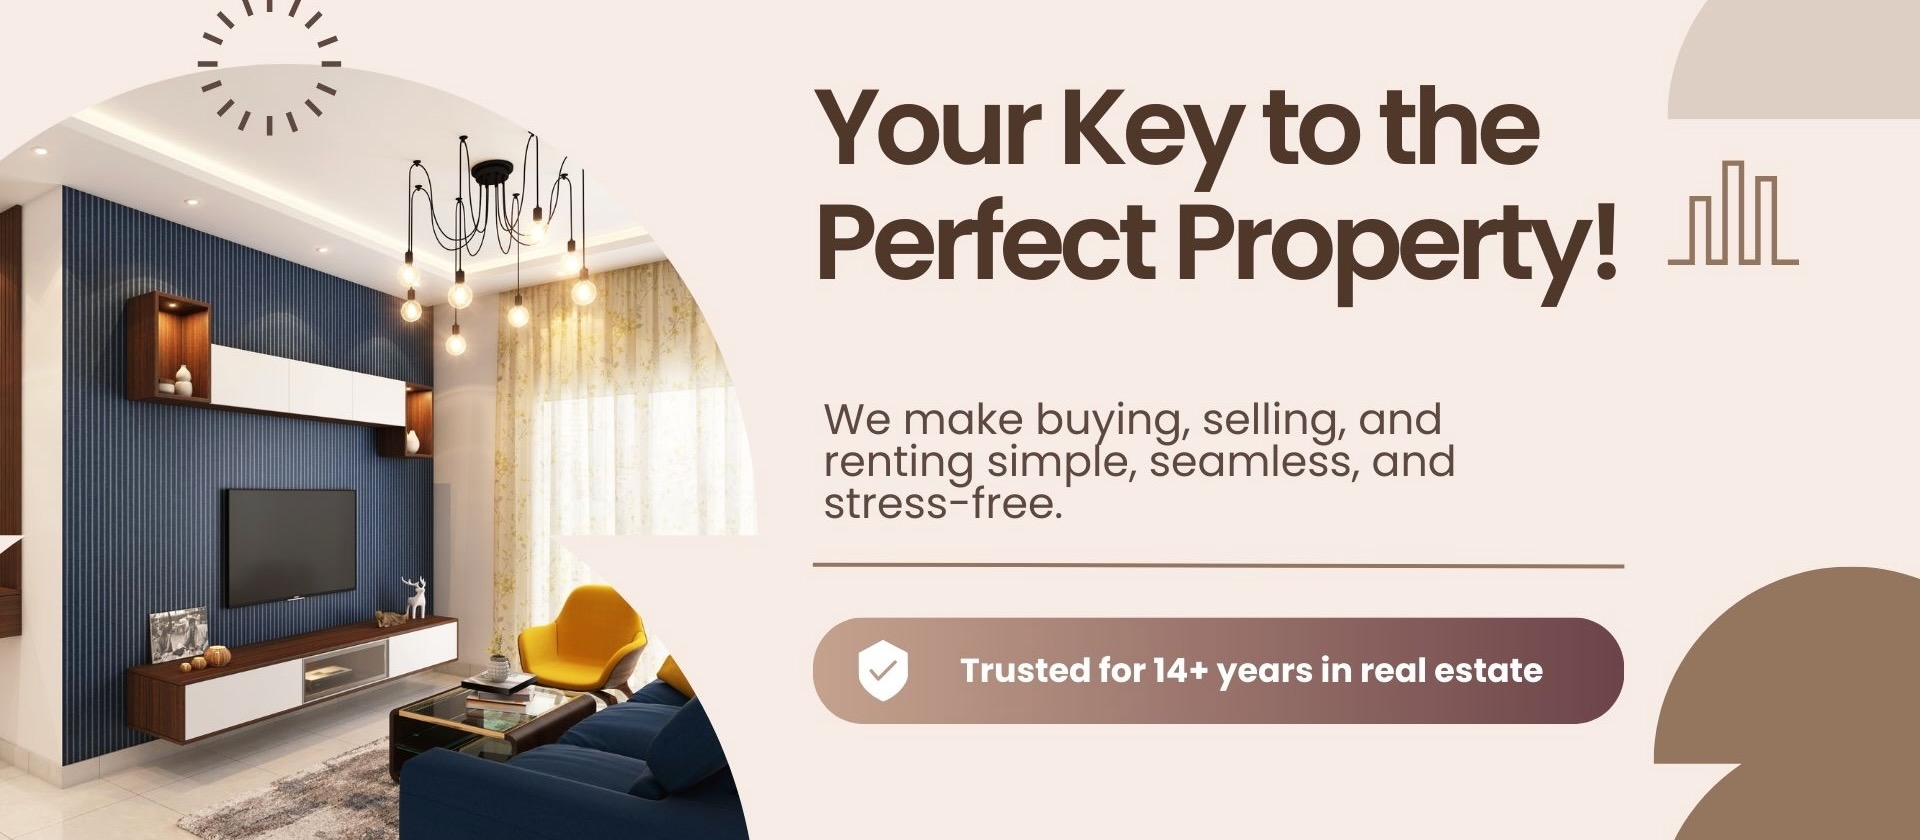 Your Key to the
Perfect Property!
We make buying, selling, and
renting simple, seamless, and
stress-free.
Trusted for 14+ years in real estate